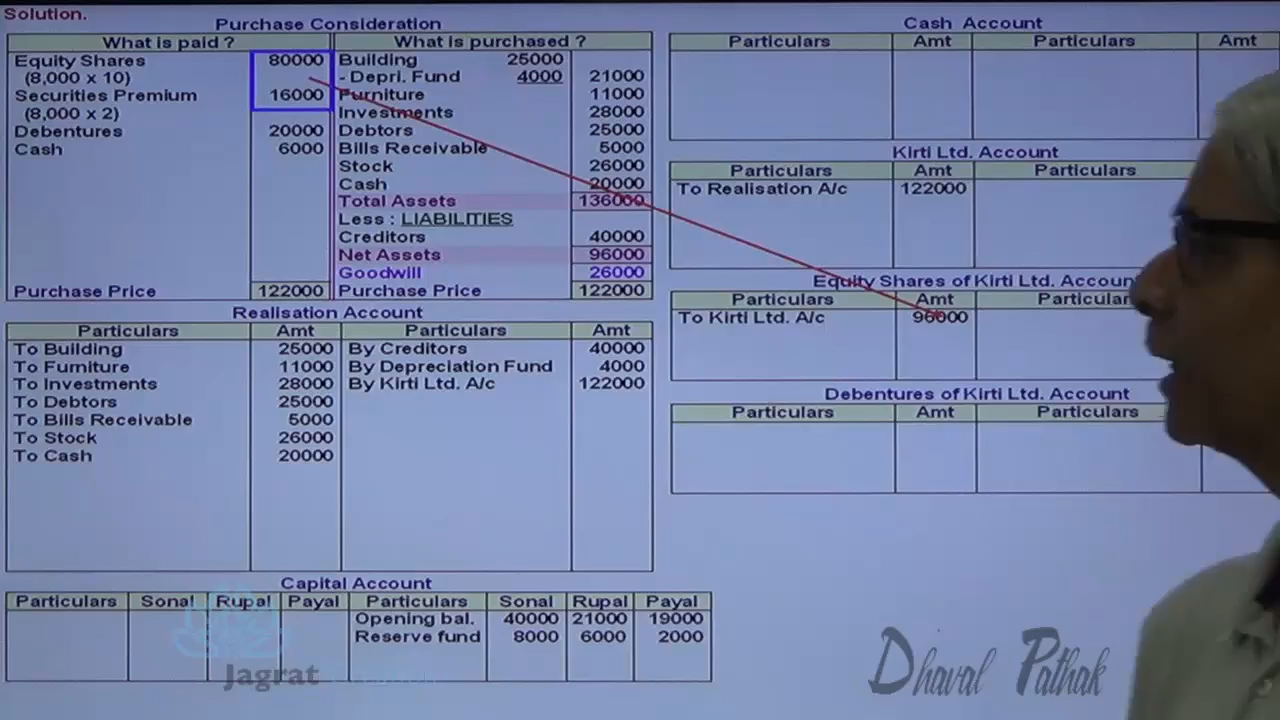 Solution.
Purchase Consideration
What is paid ? What is purchased ?
Equity Shares 80000 Building 25000
(8,000 x 10) - Depri. Fund 4000 21000
Securities Premium 16000 Furniture 11000
(8,000 x 2) Investments 28000
Debentures 20000 Debtors 25000
Cash 6000 Bills Receivable 5000
Stock 26000
Cash 20000
Total Assets 136000
Less : LIABILITIES
Creditors 40000
Net Assets 96000
Goodwill 26000
Purchase Price 122000 Purchase Price 122000
Realisation Account
Particulars Amt Particulars Amt
To Building 25000 By Creditors 40000
To Furniture 11000 By Depreciation Fund 4000
To Investments 28000 By Kirti Ltd. A/c 122000
To Debtors 25000
To Bills Receivable 5000
To Stock 26000
To Cash 20000
Capital Account
Particulars Sonal Rupal Payal Particulars Sonal Rupal Payal
Opening bal. 40000 21000 19000
Reserve fund 8000 6000 2000
Cash Account
Particulars Amt Particulars Amt
Kirti Ltd. Account
Particulars Amt Particulars
To Realisation A/c 122000
Equity Shares of Kirti Ltd. Account
Particulars Amt Particulars
To Kirti Ltd. A/c 96000
Debentures of Kirti Ltd. Account
Particulars Amt Particulars
Jagrat
Dhaval Pathak